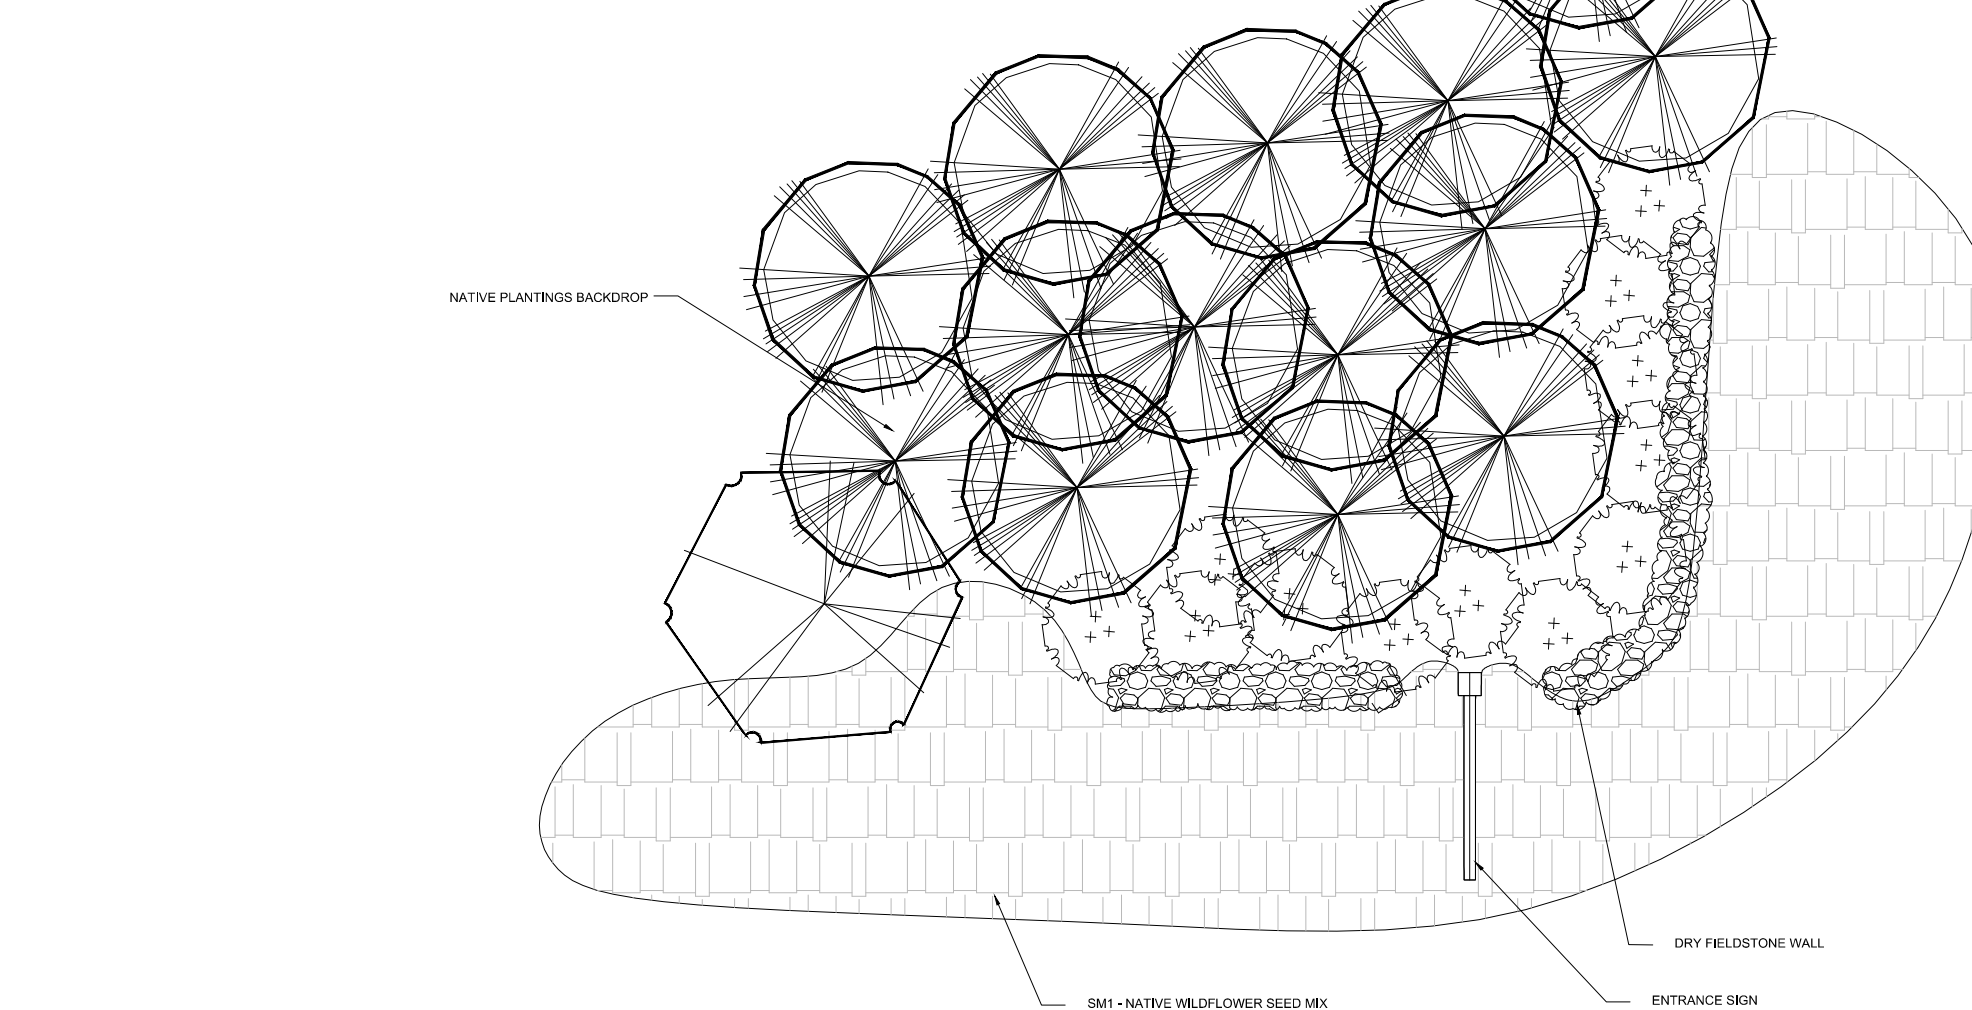 NATIVE PLANTINGS BACKDROP
DRY FIELDSTONE WALL
ENTRANCE SIGN
SM1 - NATIVE WILDFLOWER SEED MIX